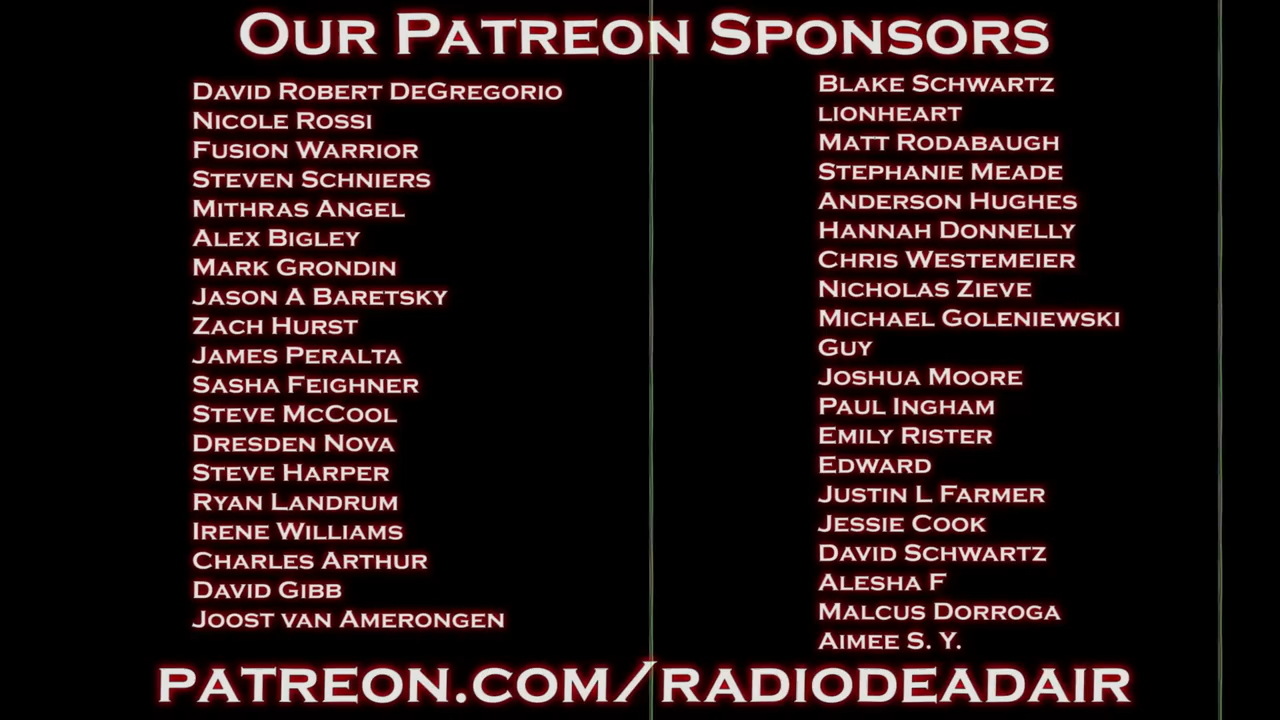 Our Patreon Sponsors
David Robert DeGregorio
Nicole Rossi
Fusion Warrior
Steven Schniers
Mithras Angel
Alex Bigley
Mark Grondin
Jason A Baretsky
Zach Hurst
James Peralta
Sasha Feighner
Steve McCool
Dresden Nova
Steve Harper
Ryan Landrum
Irene Williams
Charles Arthur
David Gibb
Joost van Amerongen
Blake Schwartz
lionheart
Matt Rodabaugh
Stephanie Meade
Anderson Hughes
Hannah Donnelly
Chris Westemeier
Nicholas Zieve
Michael Goleniewski
Guy
Joshua Moore
Paul Ingham
Emily Rister
Edward
Justin L Farmer
Jessie Cook
David Schwartz
Alesha F
Malcus Dorroga
Aimee S. Y.
patreon.com/radiodeadair